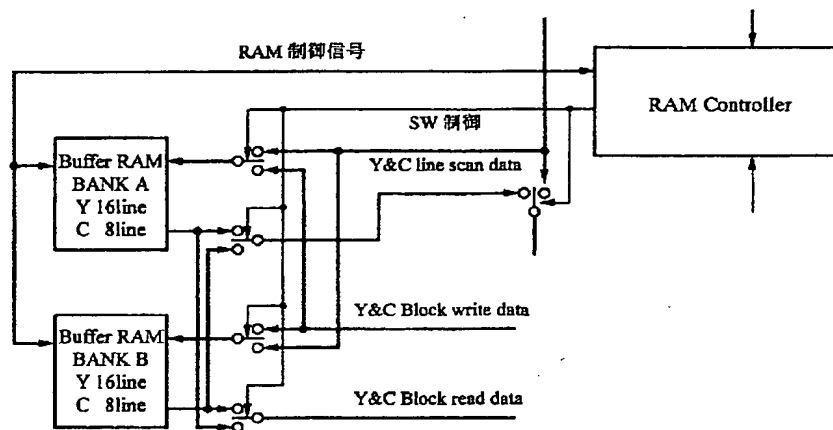 RAM 制御信号
RAM Controller
SW 制御
Buffer RAM
BANK A
Y 16line
C 8line
Y&C line scan data
Buffer RAM
BANK B
Y 16line
C 8line
Y&C Block write data
Y&C Block read data